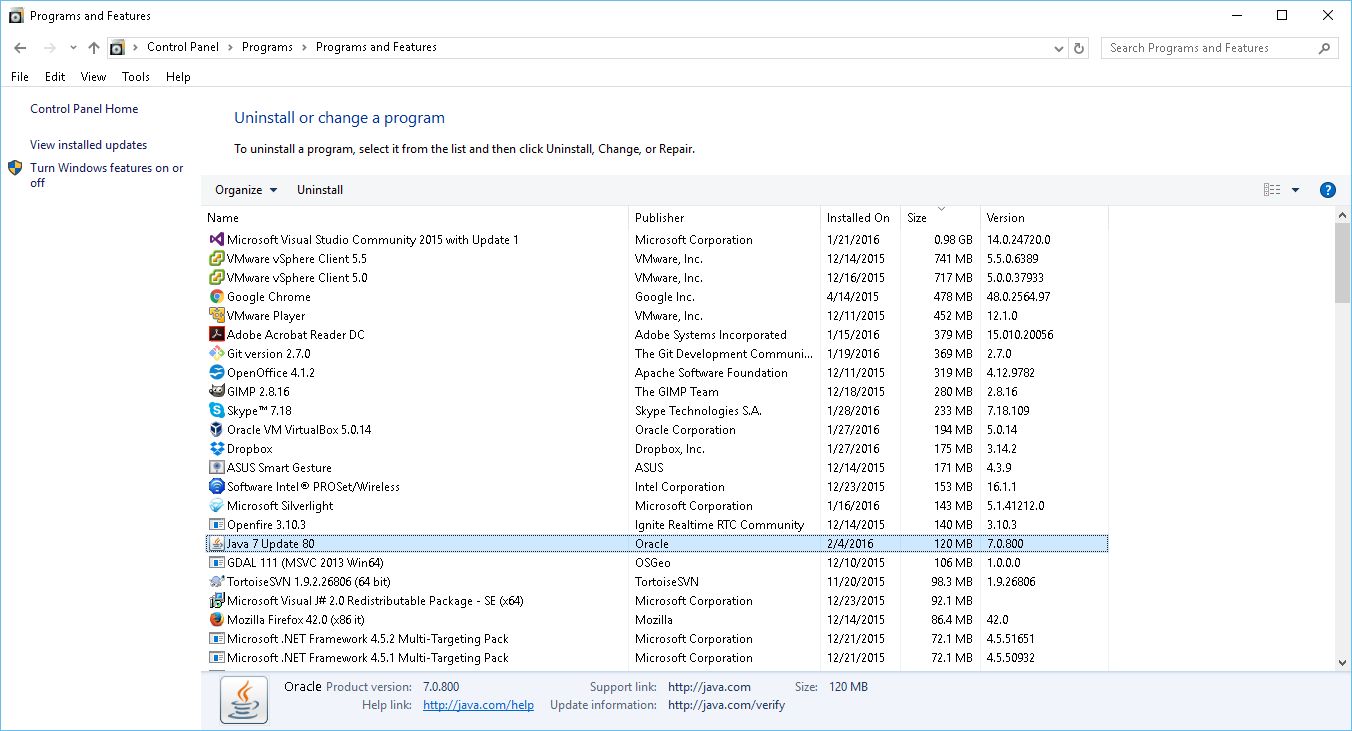 Programs and Features
Control Panel > Programs > Programs and Features
Search Programs and Features
File Edit View Tools Help
Control Panel Home
View installed updates
Turn Windows features on or
off
Uninstall or change a program
To uninstall a program, select it from the list and then click Uninstall, Change, or Repair.
Organize Uninstall
Name Publisher Installed On Size Version
Microsoft Visual Studio Community 2015 with Update 1 Microsoft Corporation 1/21/2016 0.98 GB 14.0.24720.0
VMware vSphere Client 5.5 VMware, Inc. 12/14/2015 741 MB 5.5.0.6389
VMware vSphere Client 5.0 VMware, Inc. 12/16/2015 717 MB 5.0.0.37933
Google Chrome Google Inc. 4/14/2015 478 MB 48.0.2564.97
VMware Player VMware, Inc. 12/11/2015 452 MB 12.1.0
Adobe Acrobat Reader DC Adobe Systems Incorporated 1/15/2016 379 MB 15.010.20056
Git version 2.7.0 The Git Development Communi... 1/19/2016 369 MB 2.7.0
OpenOffice 4.1.2 Apache Software Foundation 12/11/2015 319 MB 4.12.9782
GIMP 2.8.16 The GIMP Team 12/18/2015 280 MB 2.8.16
Skype™ 7.18 Skype Technologies S.A. 1/28/2016 233 MB 7.18.109
Oracle VM VirtualBox 5.0.14 Oracle Corporation 1/27/2016 194 MB 5.0.14
Dropbox Dropbox, Inc. 1/27/2016 175 MB 3.14.2
ASUS Smart Gesture ASUS 12/14/2015 171 MB 4.3.9
Software Intel® PROSet/Wireless Intel Corporation 12/23/2015 153 MB 16.1.1
Microsoft Silverlight Microsoft Corporation 1/16/2016 143 MB 5.1.41212.0
Openfire 3.10.3 Ignite Realtime RTC Community 12/14/2015 140 MB 3.10.3
Java 7 Update 80 Oracle 2/4/2016 120 MB 7.0.800
GDAL 111 (MSVC 2013 Win64) OSGeo 12/10/2015 106 MB 1.0.0.0
TortoiseSVN 1.9.2.26806 (64 bit) TortoiseSVN 11/20/2015 98.3 MB 1.9.26806
Microsoft Visual J# 2.0 Redistributable Package - SE (x64) Microsoft Corporation 12/23/2015 92.1 MB
Mozilla Firefox 42.0 (x86 it) Mozilla 12/14/2015 86.4 MB 42.0
Microsoft .NET Framework 4.5.2 Multi-Targeting Pack Microsoft Corporation 12/21/2015 72.1 MB 4.5.51651
Microsoft .NET Framework 4.5.1 Multi-Targeting Pack Microsoft Corporation 12/21/2015 72.1 MB 4.5.50932
Oracle Product version: 7.0.800 Support link: http://java.com Size: 120 MB
Help link: http://java.com/help Update information: http://java.com/verify